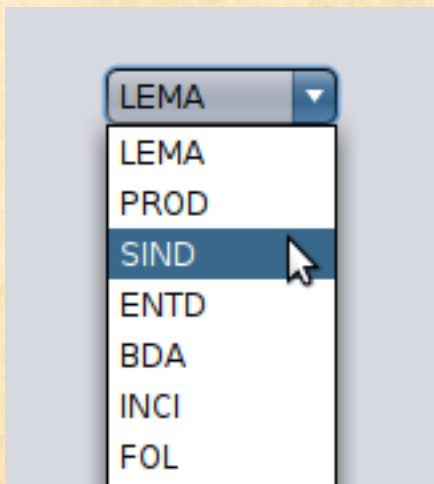 LEMA
LEMA
PROD
SIND
ENTD
BDA
INCI
FOL